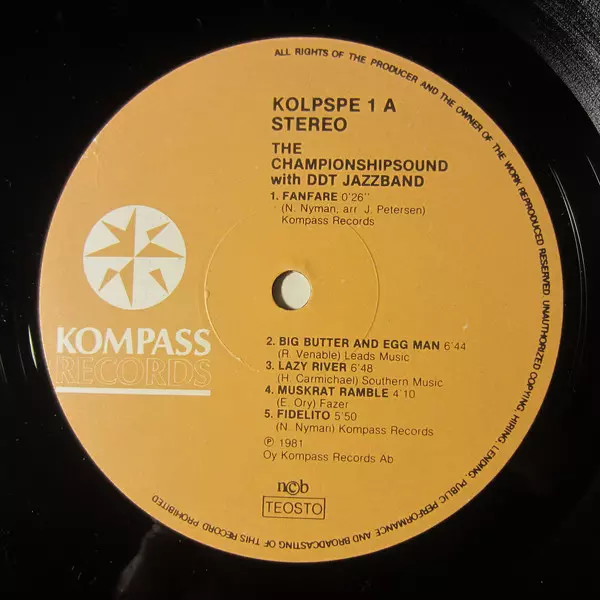 ALL RIGHTS OF THE PRODUCER AND THE OWNER OF THE WORK REPRODUCED RESERVED. UNAUTHORIZED COPYING, HIRING, LENDING, PUBLIC PERFORMANCE AND BROADCASTING OF THIS RECORD PROHIBITED
KOLPSPE 1 A
STEREO
THE
CHAMPIONSHIPSOUND
with DDT JAZZBAND
1. FANFARE 0'26"
(N. Nyman, arr. J. Petersen)
Kompass Records
KOMPASS
RECORDS
2. BIG BUTTER AND EGG MAN 6'44
(R. Venable) Leads Music
3. LAZY RIVER 6'48
(H. Carmichael) Southern Music
4. MUSKRAT RAMBLE 4'10
(E. Ory) Fazer
5. FIDELITO 5'50
(N. Nyman) Kompass Records
℗ 1981
Oy Kompass Records Ab
ncb
TEOSTO